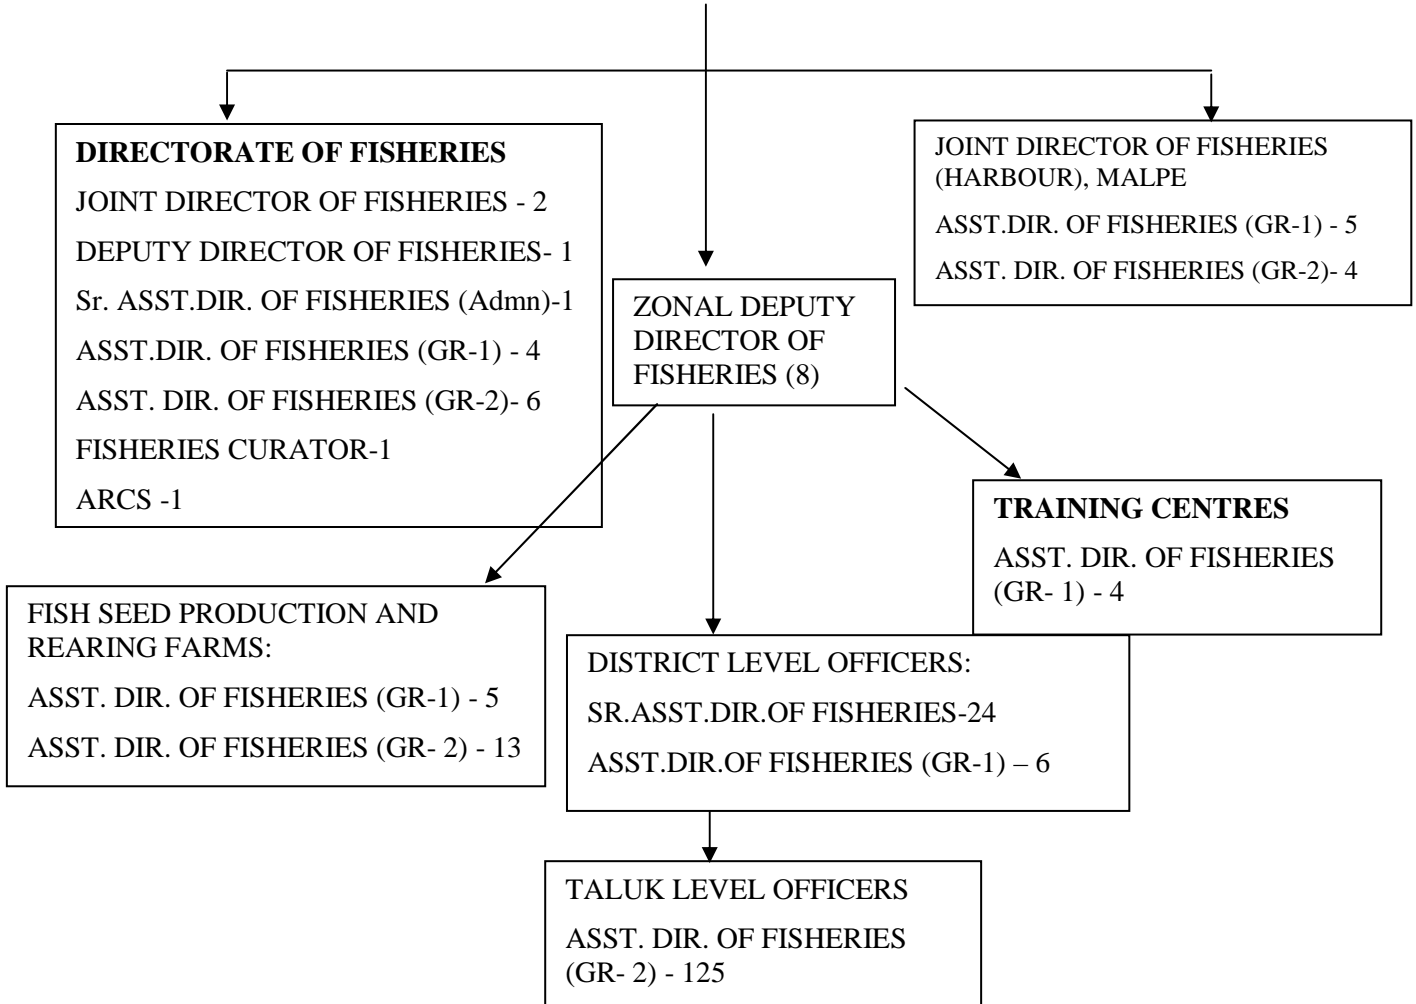 DIRECTORATE OF FISHERIES
JOINT DIRECTOR OF FISHERIES - 2
DEPUTY DIRECTOR OF FISHERIES- 1
Sr. ASST.DIR. OF FISHERIES (Admn)-1
ASST.DIR. OF FISHERIES (GR-1) - 4
ASST. DIR. OF FISHERIES (GR-2)- 6
FISHERIES CURATOR-1
ARCS -1
JOINT DIRECTOR OF FISHERIES
(HARBOUR), MALPE
ASST.DIR. OF FISHERIES (GR-1) - 5
ASST. DIR. OF FISHERIES (GR-2)- 4
ZONAL DEPUTY
DIRECTOR OF
FISHERIES (8)
TRAINING CENTRES
ASST. DIR. OF FISHERIES
(GR- 1) - 4
FISH SEED PRODUCTION AND
REARING FARMS:
ASST. DIR. OF FISHERIES (GR-1) - 5
ASST. DIR. OF FISHERIES (GR- 2) - 13
DISTRICT LEVEL OFFICERS:
SR.ASST.DIR.OF FISHERIES-24
ASST.DIR.OF FISHERIES (GR-1) – 6
TALUK LEVEL OFFICERS
ASST. DIR. OF FISHERIES
(GR- 2) - 125